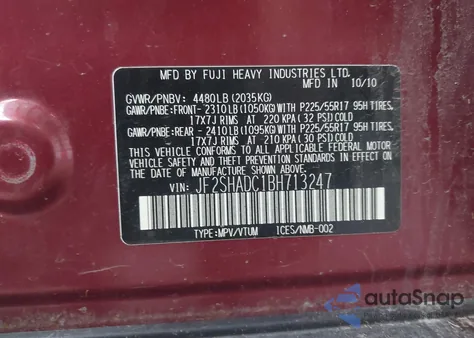 MFD BY FUJI HEAVY INDUSTRIES LTD.
MFD IN 10/10
GVWR/PNBV: 4480LB(2035KG)
GAWR/PNBE:FRONT- 2310LB(1050KG)WITH P225/55R17 95H TIRES,
17X7J RIMS AT 220 KPA(32 PSI)COLD
GAWR/PNBE:REAR -2410LB(1095KG)WITH P225/55R17 95H TIRES,
17X7J RIMS AT 210 KPA(30 PSI)COLD
THIS VEHICLE CONFORMS TO ALL APPLICABLE
FEDERAL MOTOR VEHICLE SAFETY,BUMPER,AND
THEFT PREVENTION STANDARDS IN EFFECT ON THE
DATE OF MANUFACTURE SHOWN ABOVE.
VIN: JF2SHADC1BH713247
TYPE:MPV/VTUM ICES/NMB-002
autoSnap